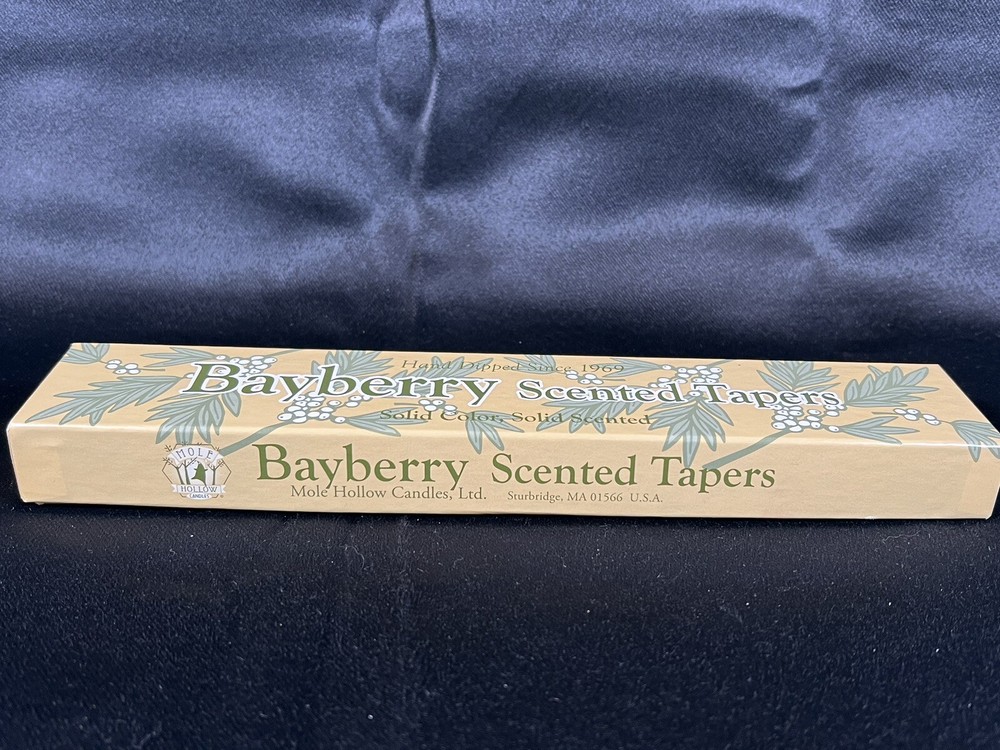 Hand Dipped Since 1969
Bayberry Scented Tapers
Solid Color, Solid Scented
MOLE
HOLLOW
CANDLES
Bayberry Scented Tapers
Mole Hollow Candles, Ltd. Sturbridge, MA 01566 U.S.A.